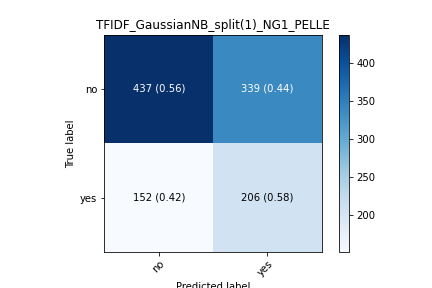 TFIDF_GaussianNB_split(1)_NG1_PELLE
True label
no
437 (0.56)
339 (0.44)
yes
152 (0.42)
206 (0.58)
no
yes
Predicted label
400
350
300
250
200